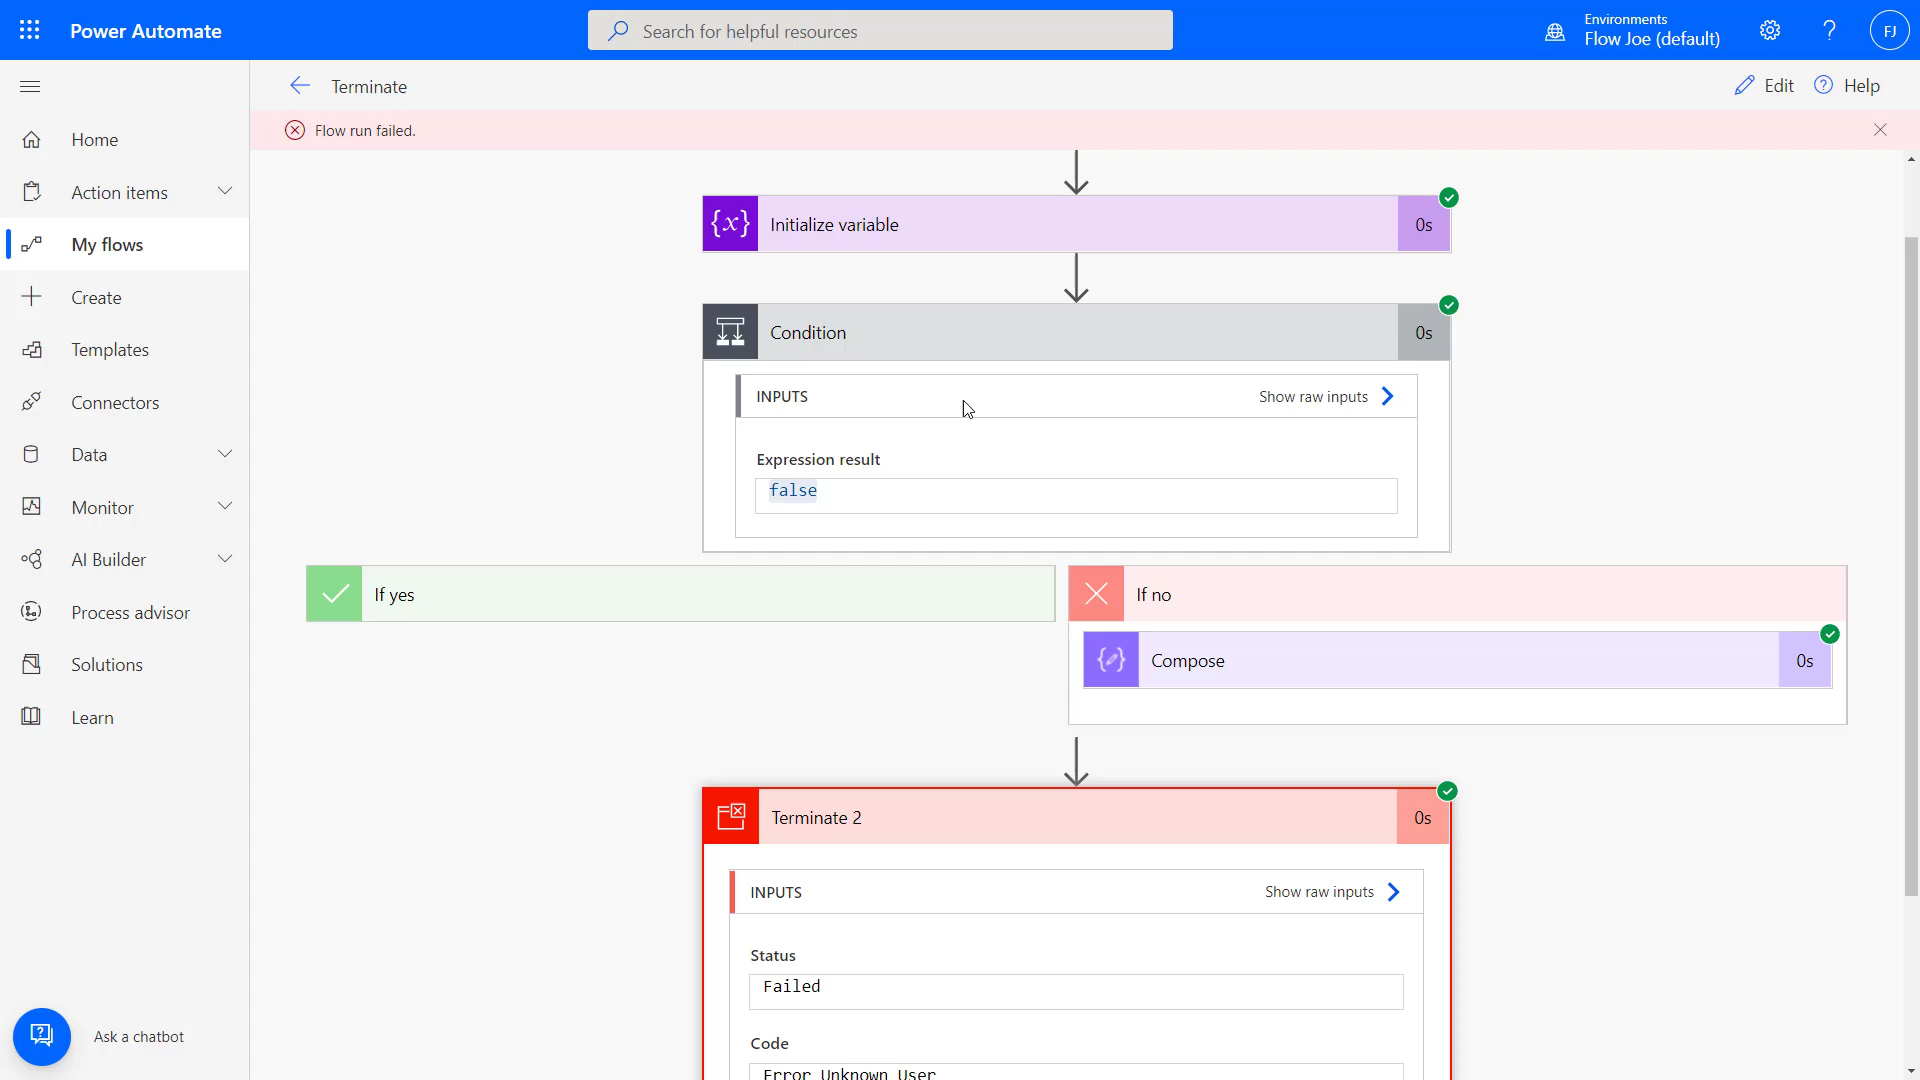 Power Automate
Search for helpful resources
Environments
Flow Joe (default)
?
FJ
Terminate
Edit
Help
Flow run failed.
Home
Action items
My flows
Create
Templates
Connectors
Data
Monitor
AI Builder
Process advisor
Solutions
Learn
Ask a chatbot
{x}
Initialize variable
0s
Condition
0s
INPUTS
Show raw inputs
Expression result
false
If yes
If no
Compose
0s
Terminate 2
0s
INPUTS
Show raw inputs
Status
Failed
Code
Error Unknown User